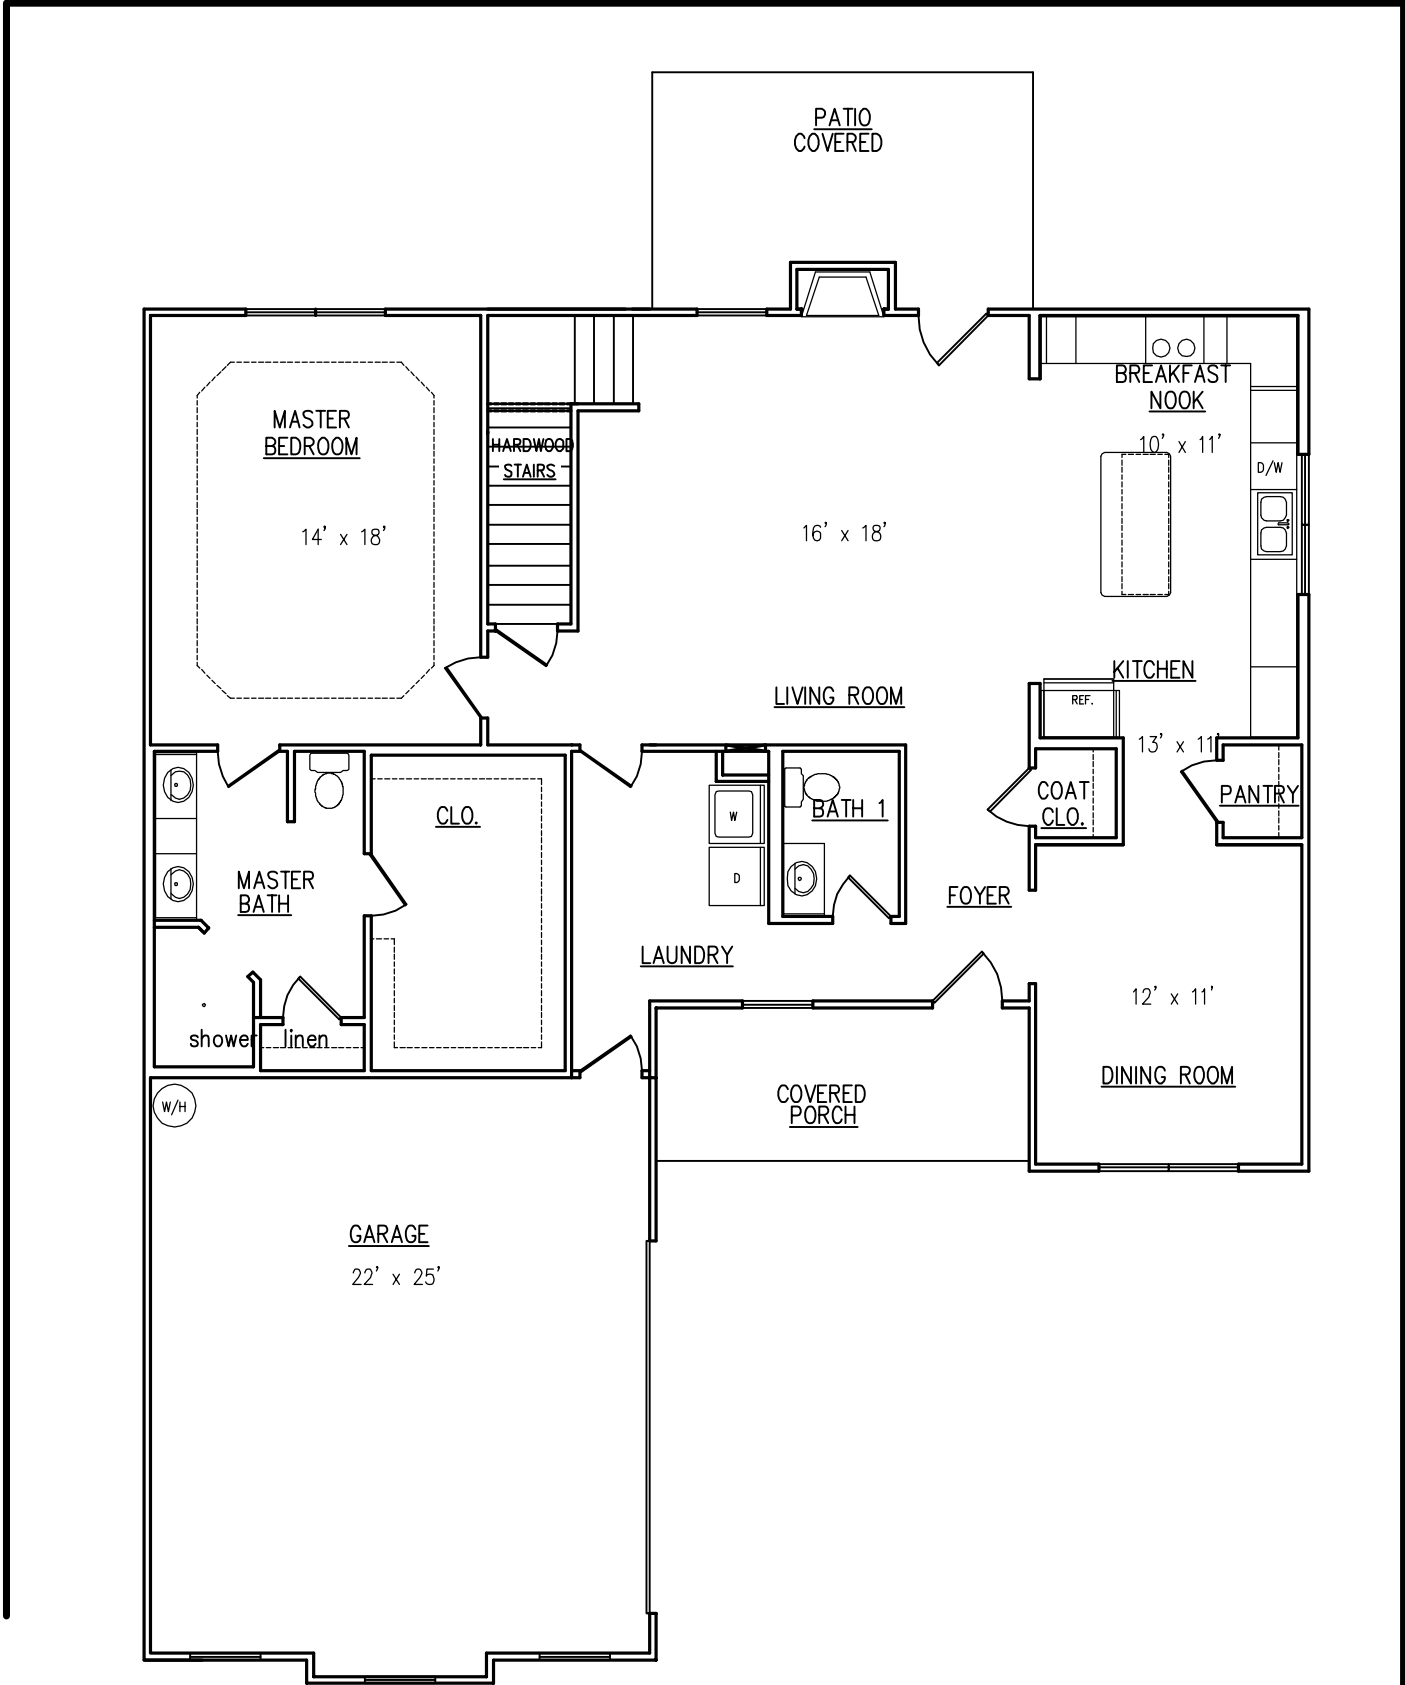 PATIO
COVERED
BREAKFAST
NOOK
10' x 11'
MASTER
BEDROOM
14' x 18'
HARDWOOD
STAIRS
D/W
16' x 18'
LIVING ROOM
KITCHEN
REF.
13' x 11'
COAT
CLO.
PANTRY
CLO.
W
D
BATH 1
MASTER
BATH
FOYER
LAUNDRY
12' x 11'
DINING ROOM
shower
linen
W/H
COVERED
PORCH
GARAGE
22' x 25'